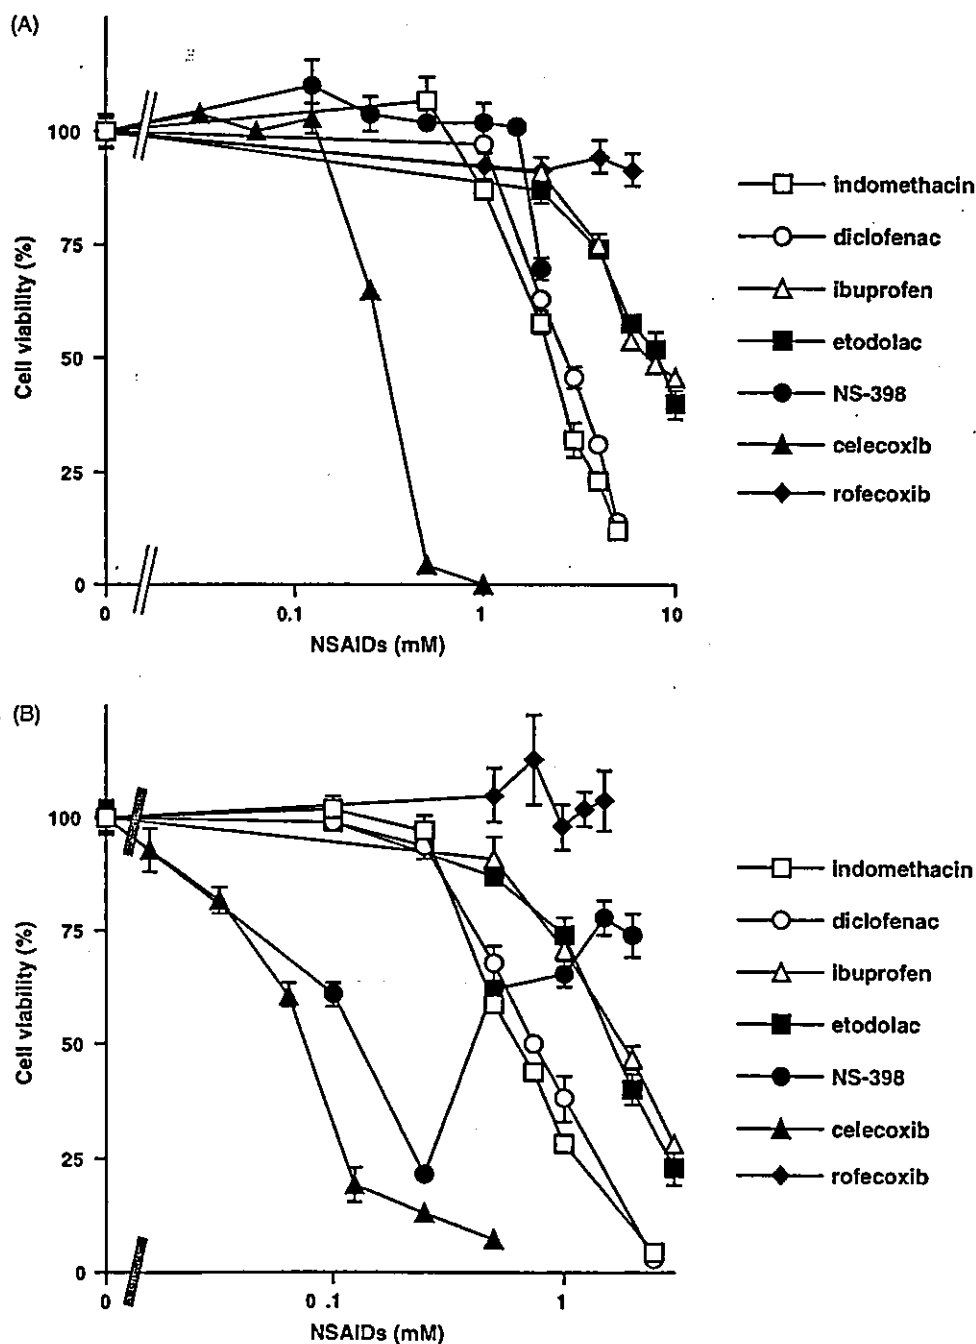 (A)
100
75
50
25
0
Cell viability (%)
0
0.1
1
10
NSAIDs (mM)
indomethacin
diclofenac
ibuprofen
etodolac
NS-398
celecoxib
rofecoxib
(B)
100
75
50
25
0
Cell viability (%)
0
0.1
1
NSAIDs (mM)
indomethacin
diclofenac
ibuprofen
etodolac
NS-398
celecoxib
rofecoxib